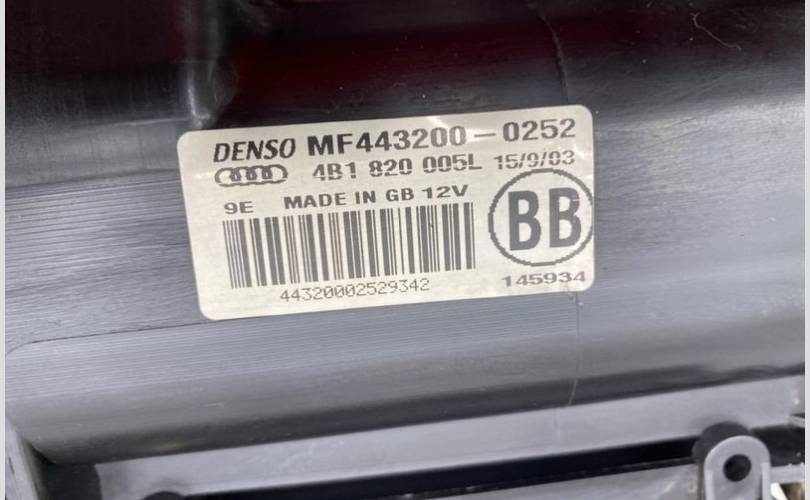 DENSO MF443200-0252
4B1 820 005L 15/9/03
9E MADE IN GB 12V
BB
44320002529342
145934